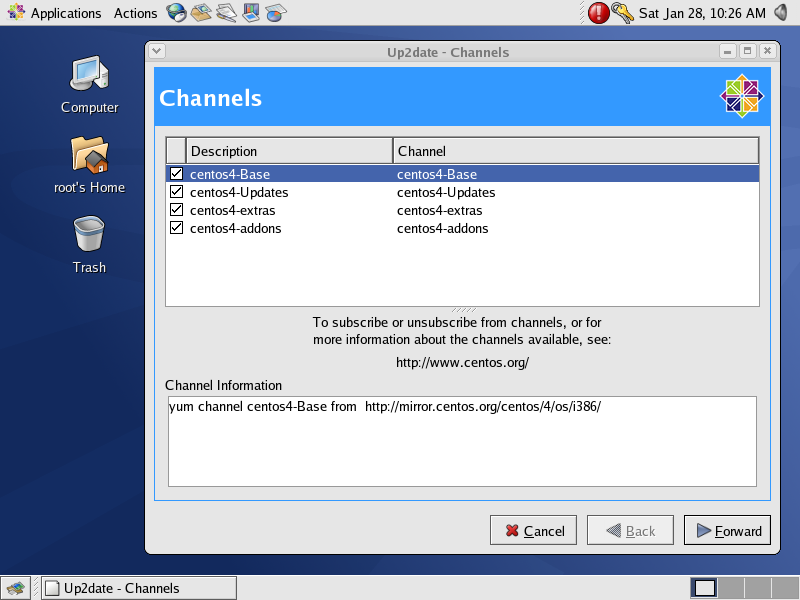 Applications Actions Sat Jan 28, 10:26 AM
Up2date - Channels
Computer
root's Home
Trash
Channels
Description Channel
centos4-Base centos4-Base
centos4-Updates centos4-Updates
centos4-extras centos4-extras
centos4-addons centos4-addons
To subscribe or unsubscribe from channels, or for
more information about the channels available, see:
http://www.centos.org/
Channel Information
yum channel centos4-Base from  http://mirror.centos.org/centos/4/os/i386/
Cancel Back Forward
Up2date - Channels